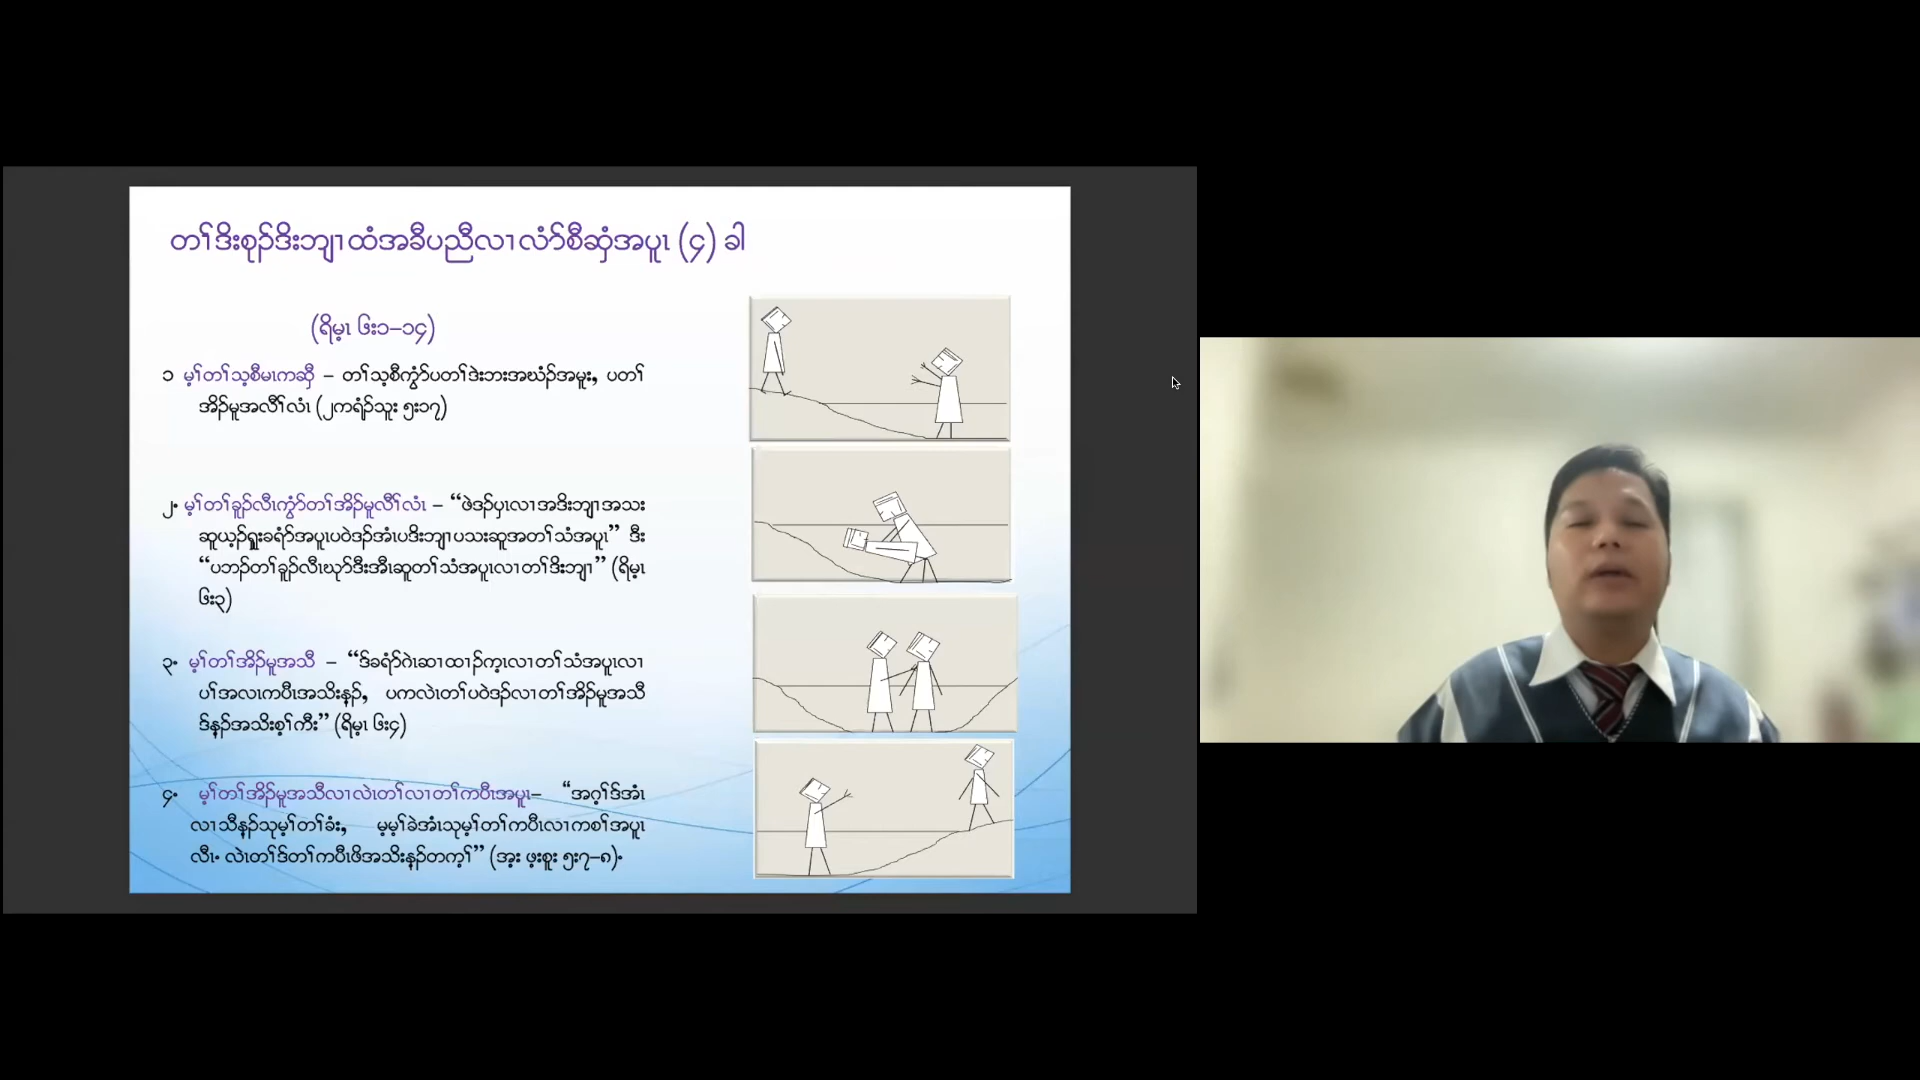 တၢ်ဒိးစုၣ်ဒိးဘျၢထံအခီပညီလၢလံာ်စီဆှံအပူၤ (၄) ခါ
(ရိမ့ၤ ၆း၁–၁၄)
၁ မ့ၢ်တၢ်သ့စီမၤကဆှီ – တၢ်သ့စီကွံာ်ပတၢ်ဒဲးဘးအဃံၣ်အမူး, ပတၢ်
အိၣ်မူအလီၢ်လံၤ (၂ကရံၣ်သူး ၅း၁၇)
၂. မ့ၢ်တၢ်ခူၣ်လီၤကွံာ်တၢ်အိၣ်မူလီၢ်လံၤ – “ဖဲဒၣ်ပှၤလၢအဒိးဘျၢအသး
ဆူယ့ၣ်ရှူးခရံာ်အပူၤပဝဲဒၣ်အံၤပဒိးဘျၢပသးဆူအတၢ်သံအပူၤ” ဒီး
“ပဘၣ်တၢ်ခူၣ်လီၤဃုာ်ဒီးအီၤဆူတၢ်သံအပူၤလၢတၢ်ဒိးဘျၢ” (ရိမ့ၤ
၆း၃)
၃. မ့ၢ်တၢ်အိၣ်မူအသီ – “ဒ်ခရံာ်ဂဲၤဆၢထၢၣ်က့ၤလၢတၢ်သံအပူၤလၢ
ပၢ်အလၤကပီၤအသိးန့ၣ်, ပကလဲၤတၢ်ပဝဲဒၣ်လၢတၢ်အိၣ်မူအသီ
ဒ်န့ၣ်အသိးစ့ၢ်ကီး” (ရိမ့ၤ ၆း၄)
၄. မ့ၢ်တၢ်အိၣ်မူအသီလၢလဲၤတၢ်လၢတၢ်ကပီၤအပူၤ– “အဂ့ၢ်ဒ်အံၤ
လၢသီန့ၣ်သုမ့ၢ်တၢ်ခံး, မ့မ့ၢ်ခဲအံၤသုမ့ၢ်တၢ်ကပီၤလၢကစၢ်အပူၤ
လီၤ. လဲၤတၢ်ဒ်တၢ်ကပီၤဖိအသိးန့ၣ်တက့ၢ်” (အ့း ဖ့းစူး ၅း၇–၈).